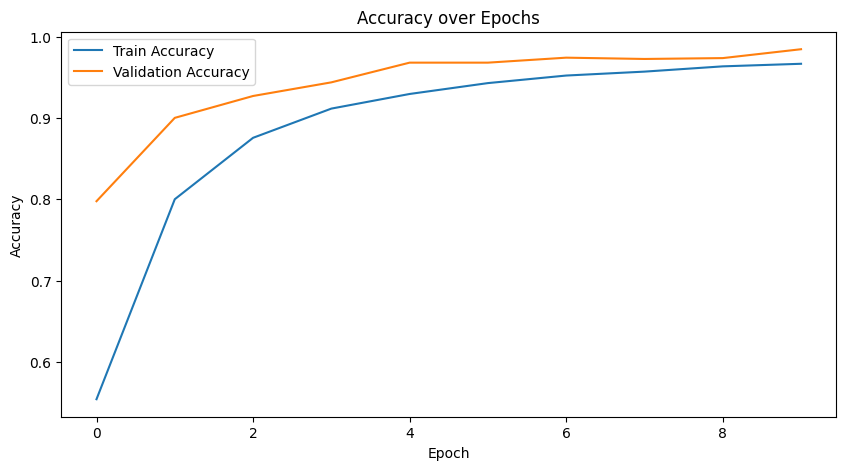 Accuracy over Epochs
Train Accuracy
Validation Accuracy
1.0
0.9
0.8
0.7
0.6
Accuracy
0 2 4 6 8
Epoch